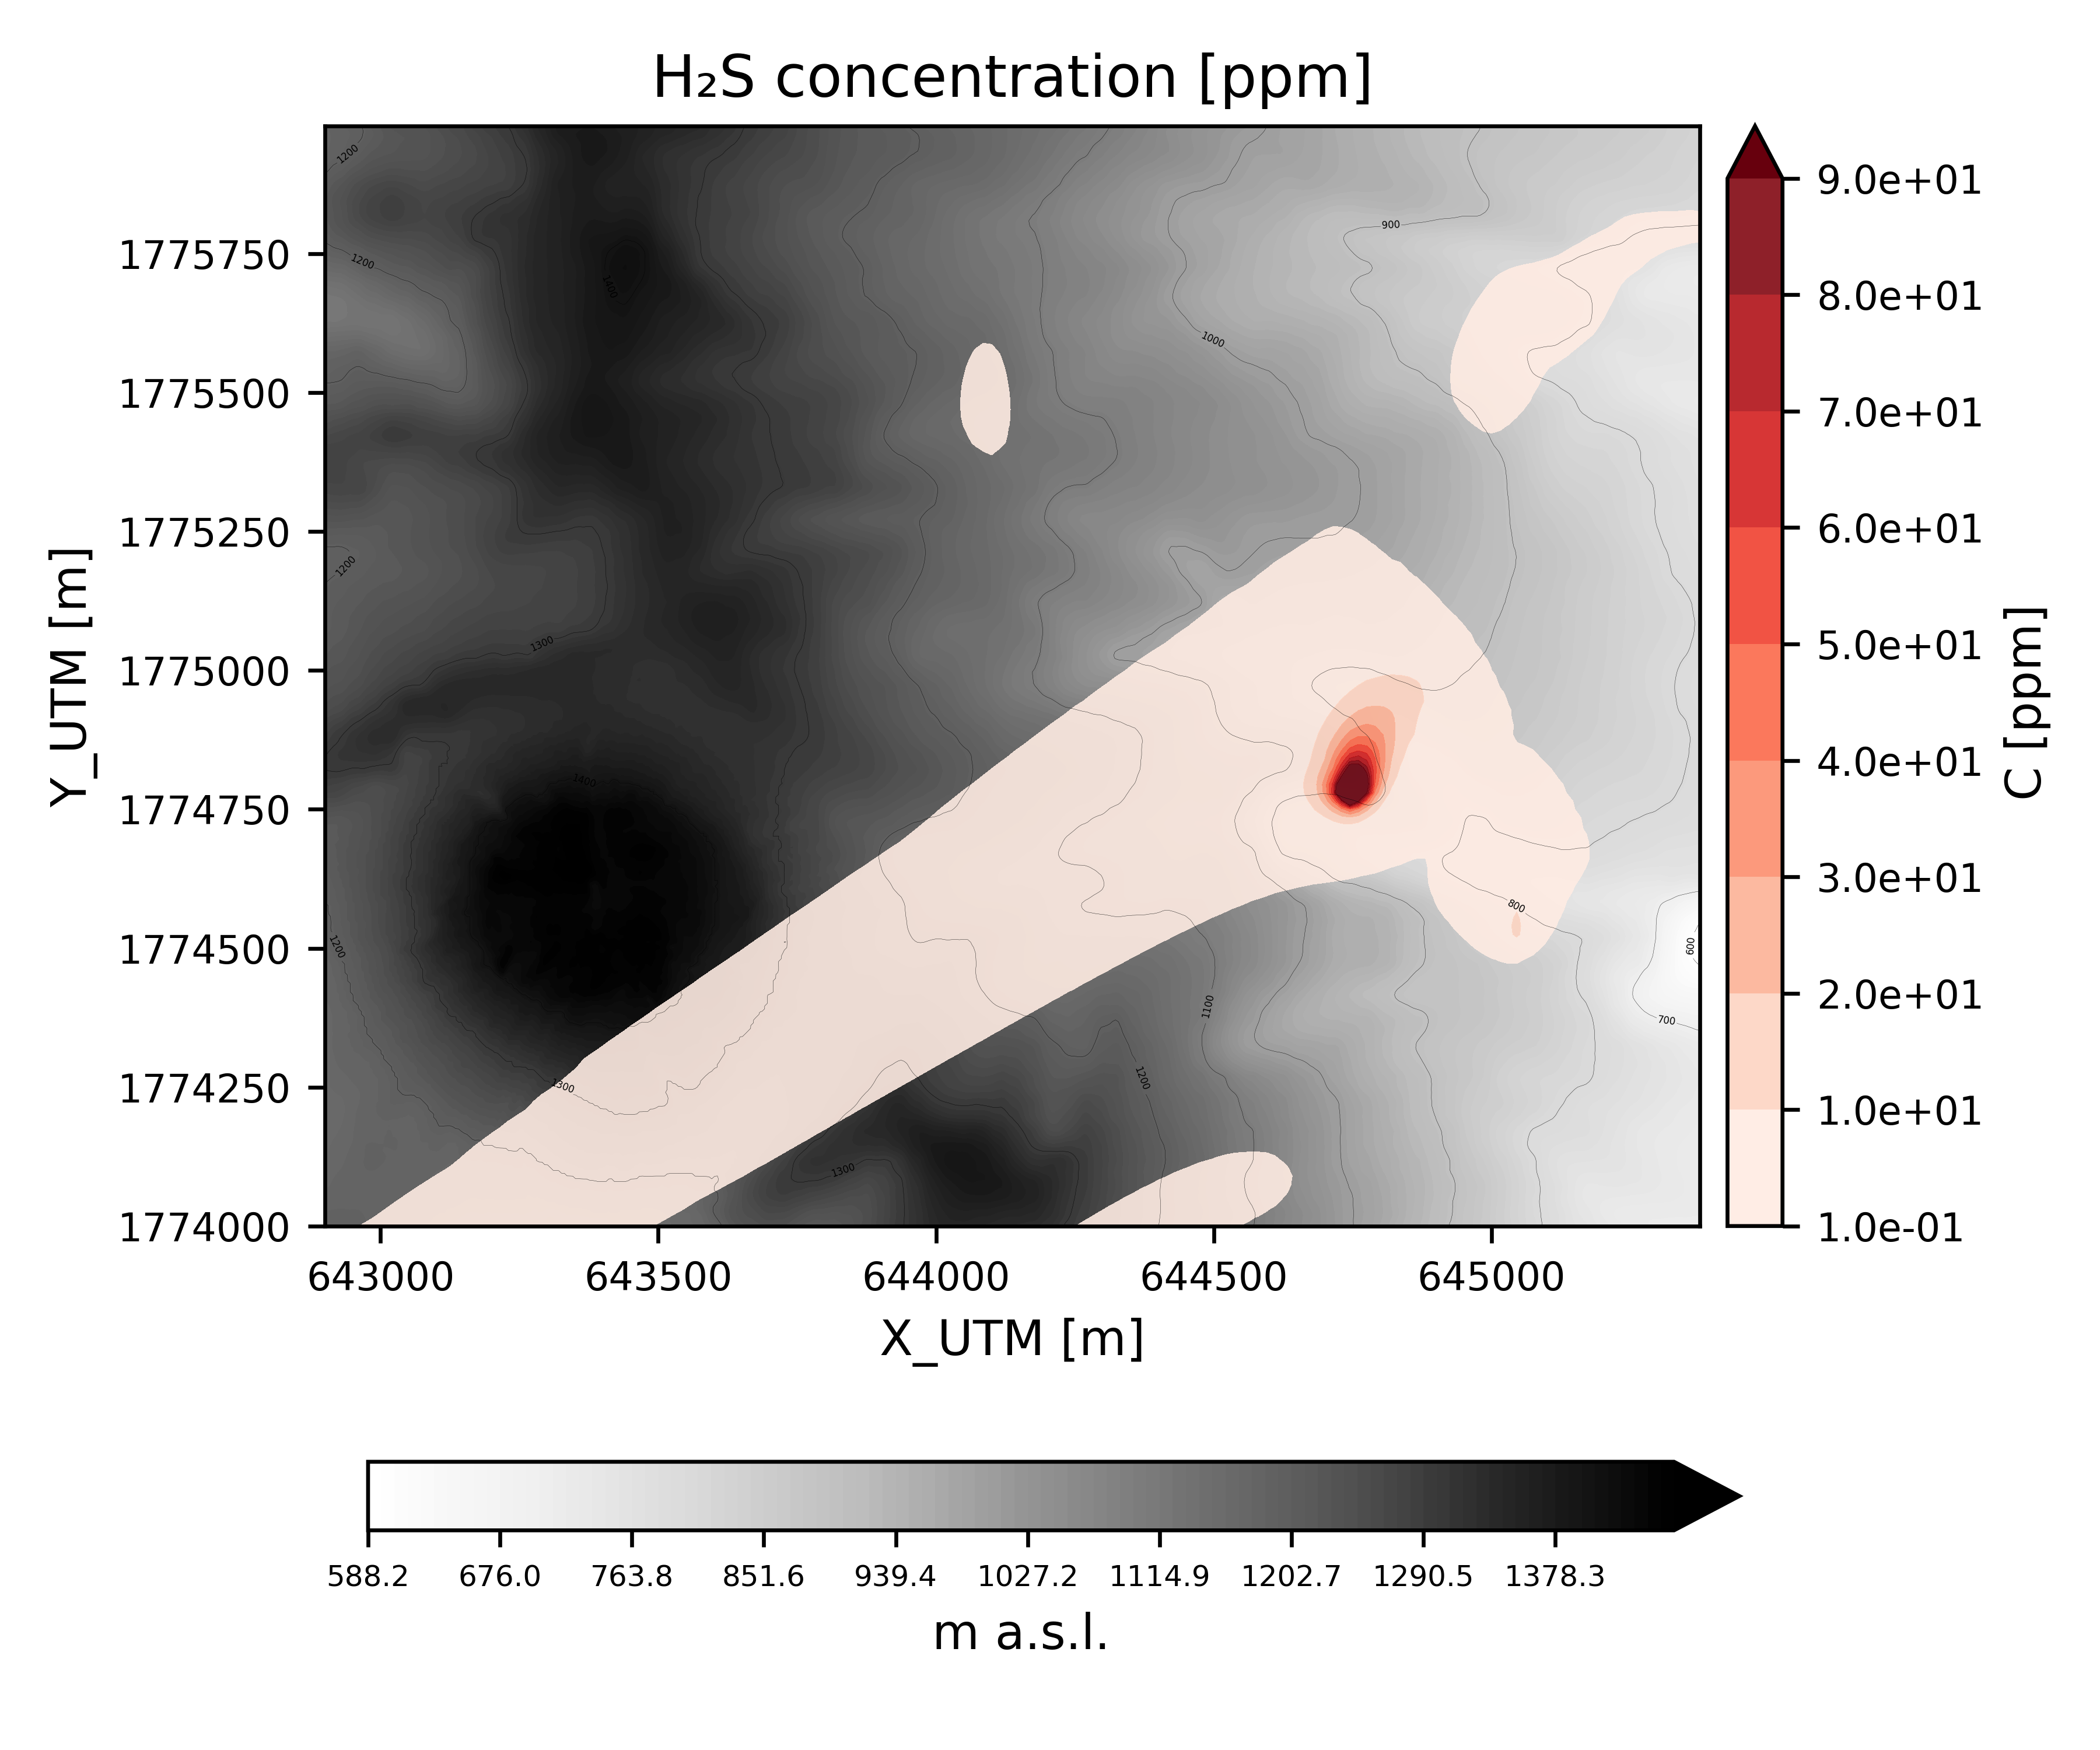 H₂S concentration [ppm]
1200
900
1200
1400
1000
1200
1300
1400
800
1200
600
700
1100
1300
1200
1300
Y_UTM [m]
1775750
1775500
1775250
1775000
1774750
1774500
1774250
1774000
643000 643500 644000 644500 645000
X_UTM [m]
9.0e+01
8.0e+01
7.0e+01
6.0e+01
5.0e+01
4.0e+01
3.0e+01
2.0e+01
1.0e+01
1.0e-01
C [ppm]
588.2 676.0 763.8 851.6 939.4 1027.2 1114.9 1202.7 1290.5 1378.3
m a.s.l.